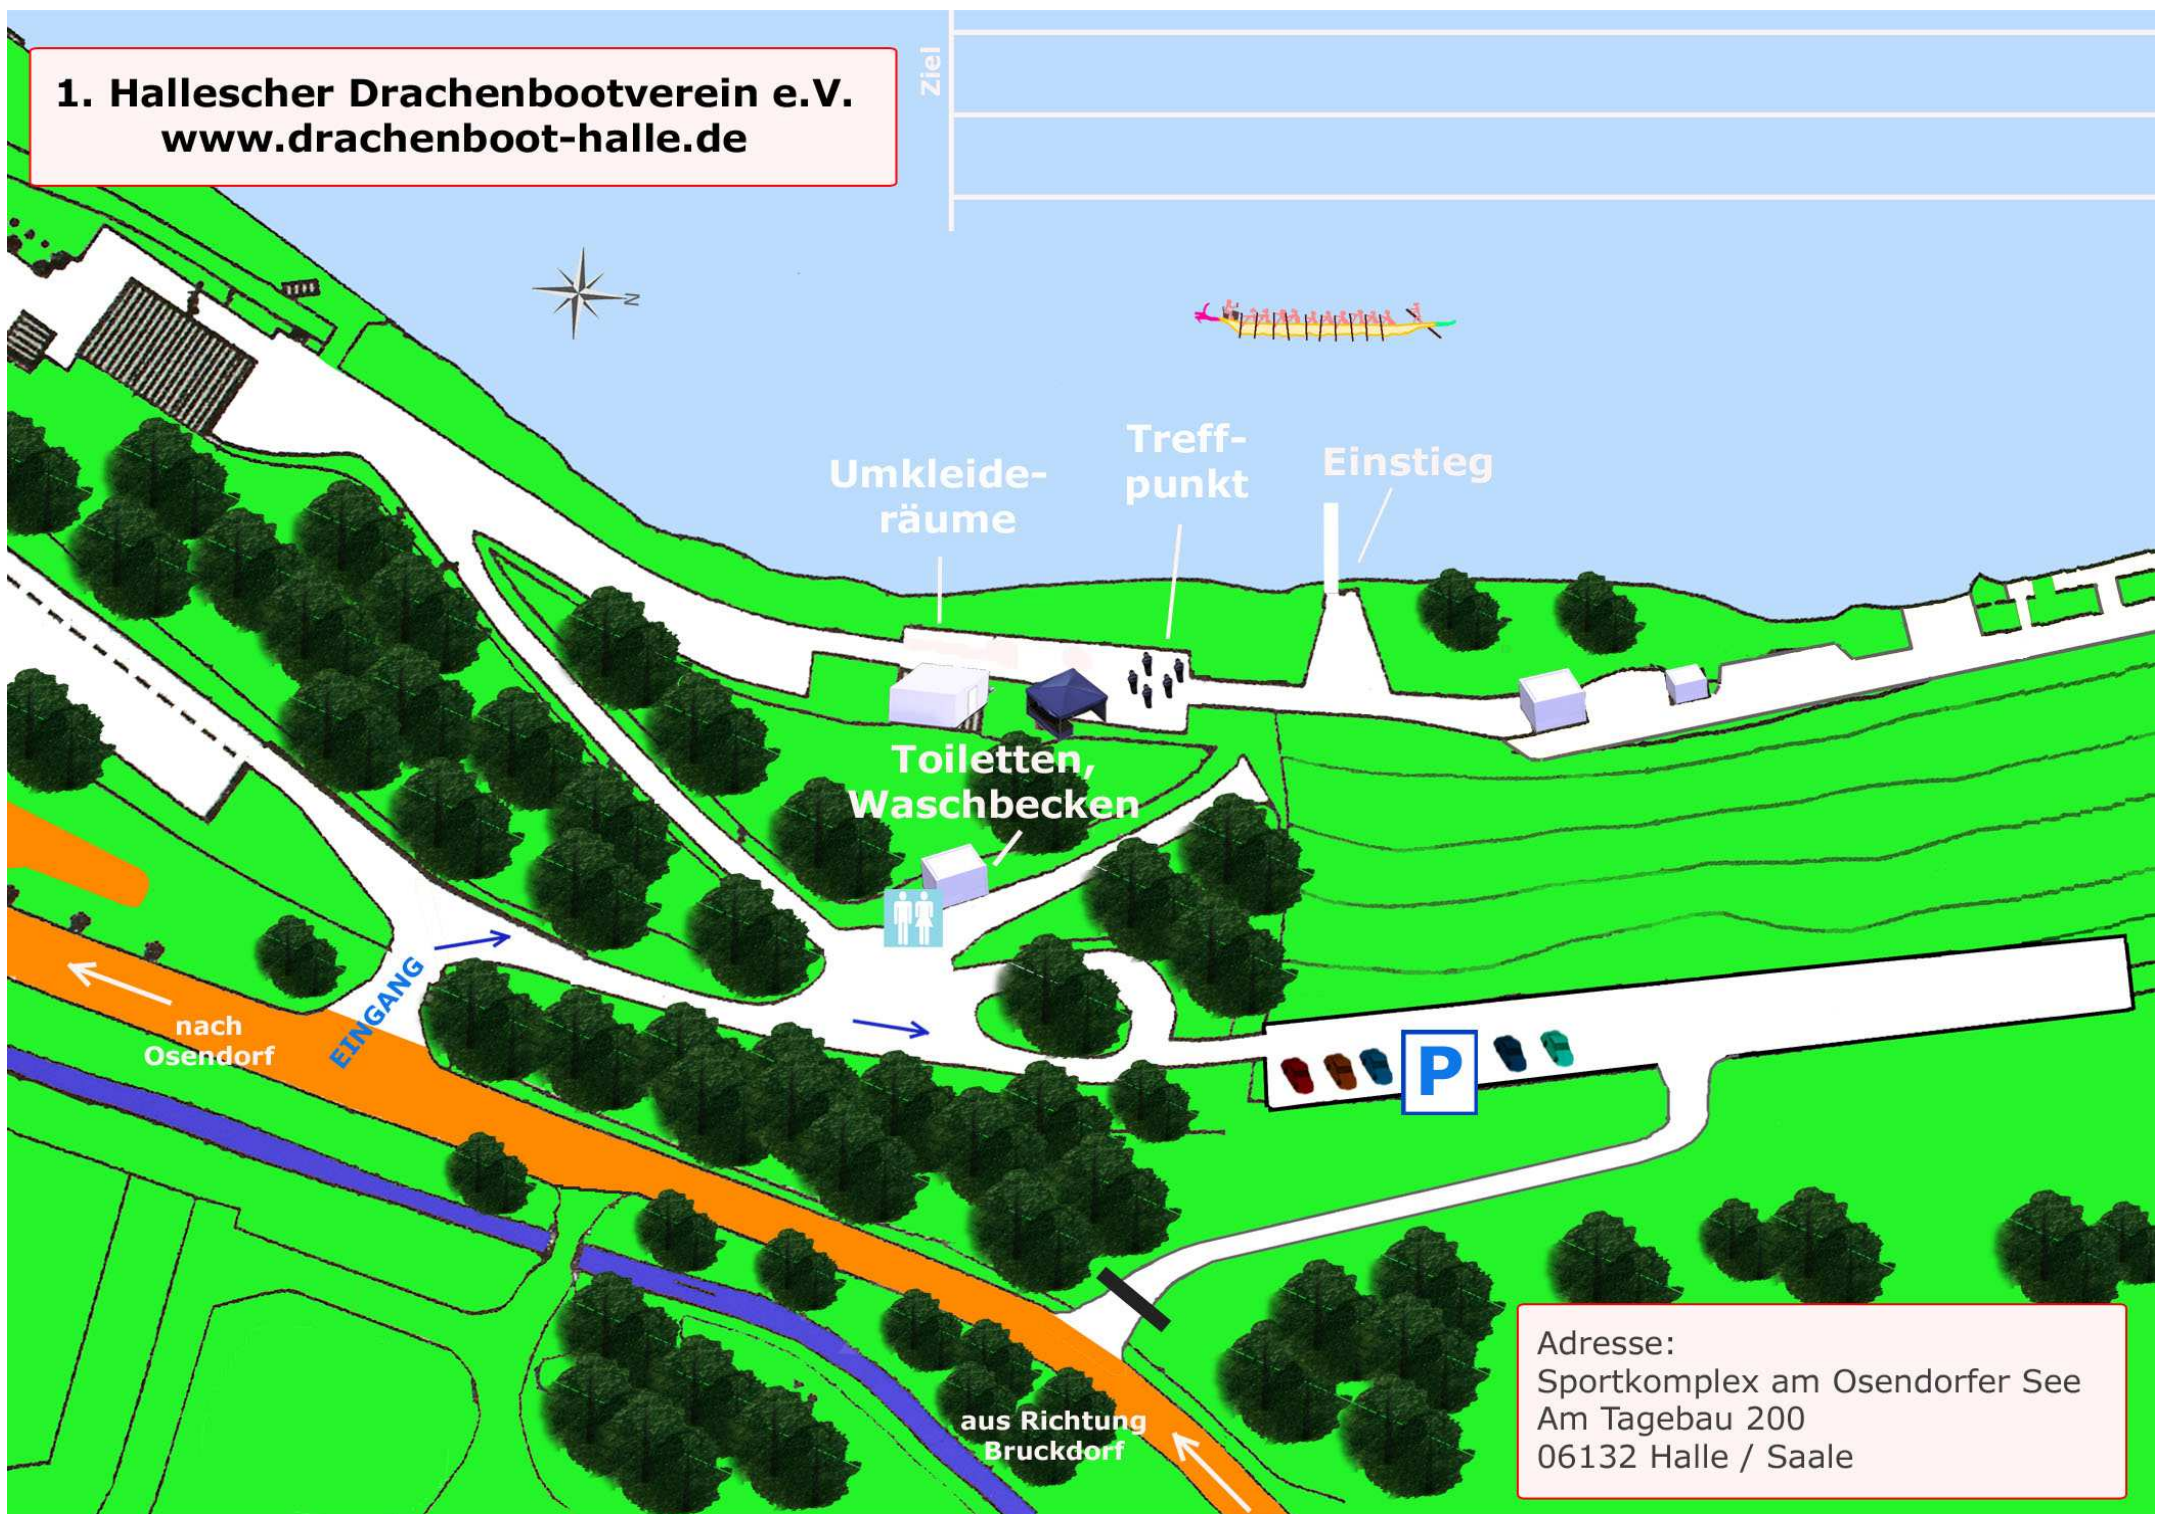 1. Hallescher Drachenbootverein e.V.
www.drachenboot-halle.de
Ziel
N
Treff-
punkt
Einstieg
Umkleide-
räume
Toiletten,
Waschbecken
EINGANG
nach
Osendorf
P
aus Richtung
Bruckdorf
Adresse:
Sportkomplex am Osendorfer See
Am Tagebau 200
06132 Halle / Saale